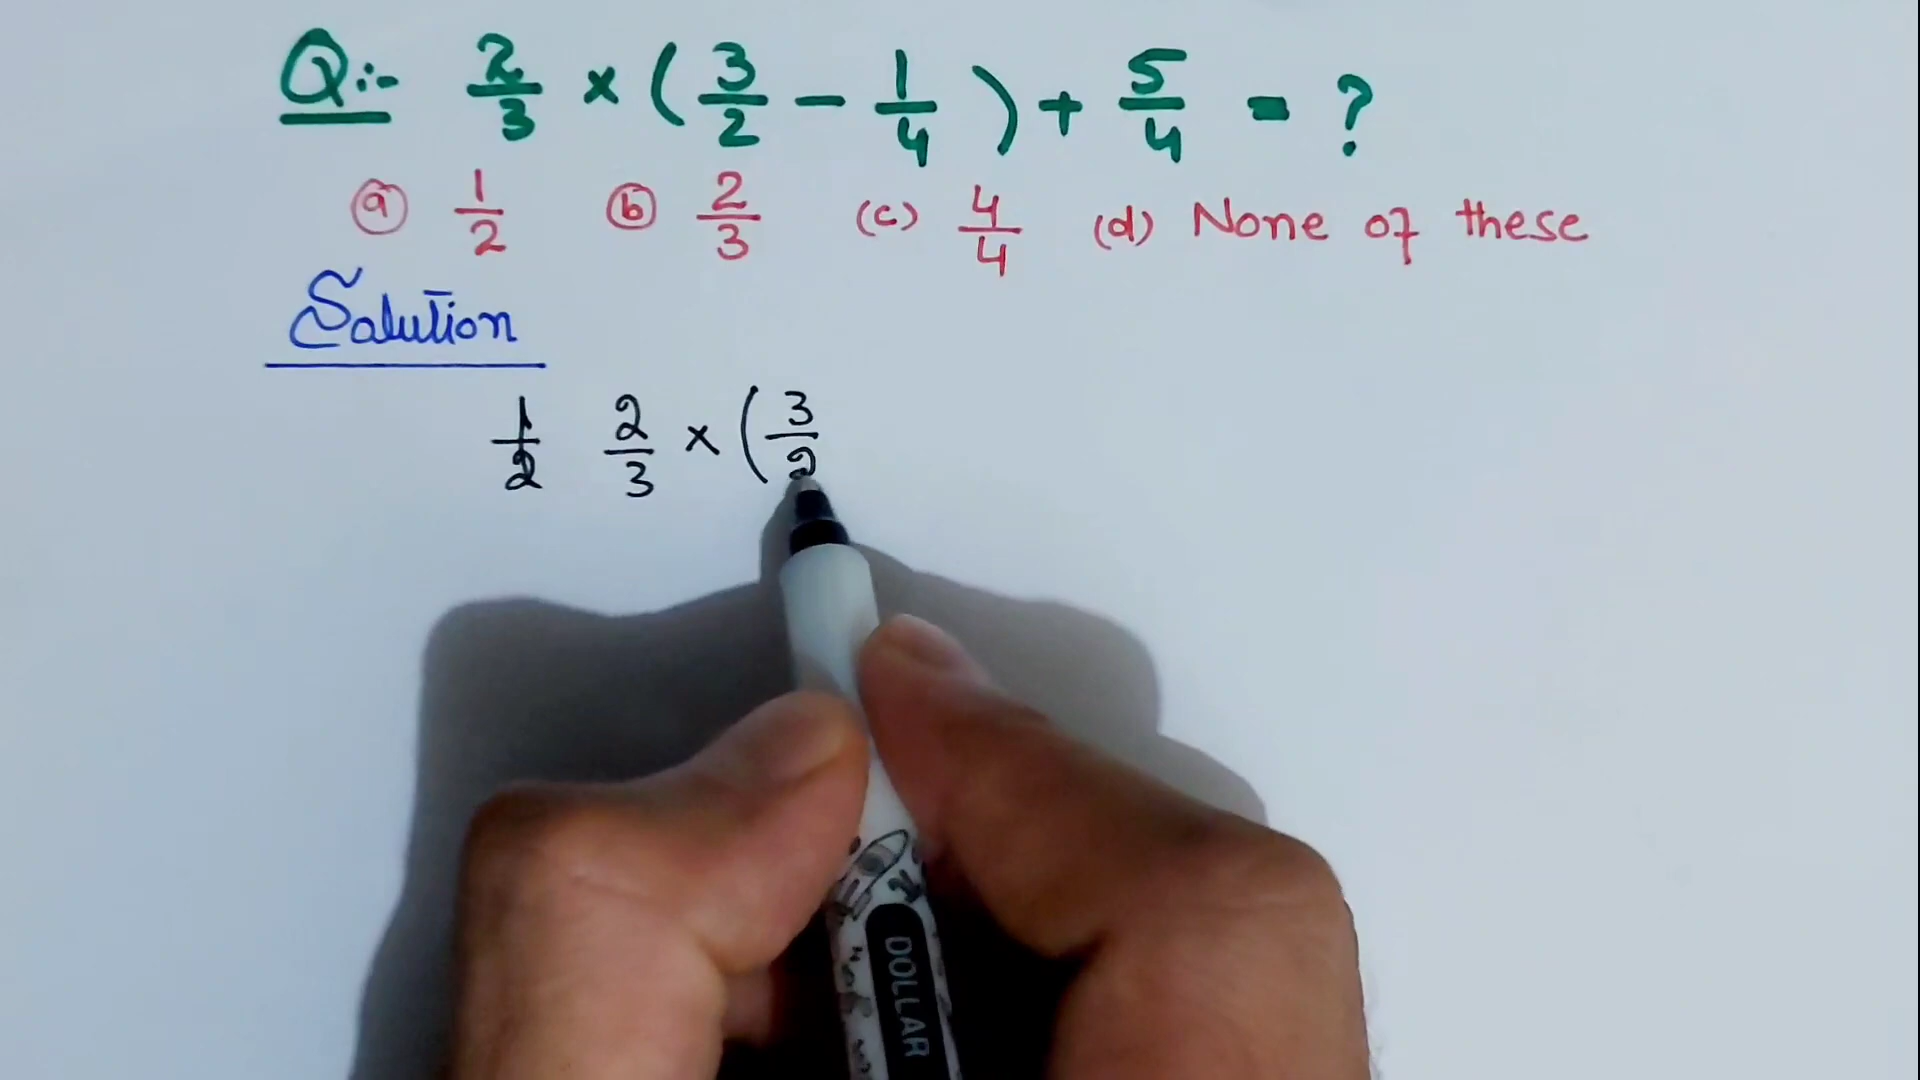 Q:- 2/3 × (3/2 - 1/4) + 5/4 = ?
(a) 1/2 (b) 2/3 (c) 4/4 (d) None of these
Solution
1/2 2/3 × (3/2
DOLLAR